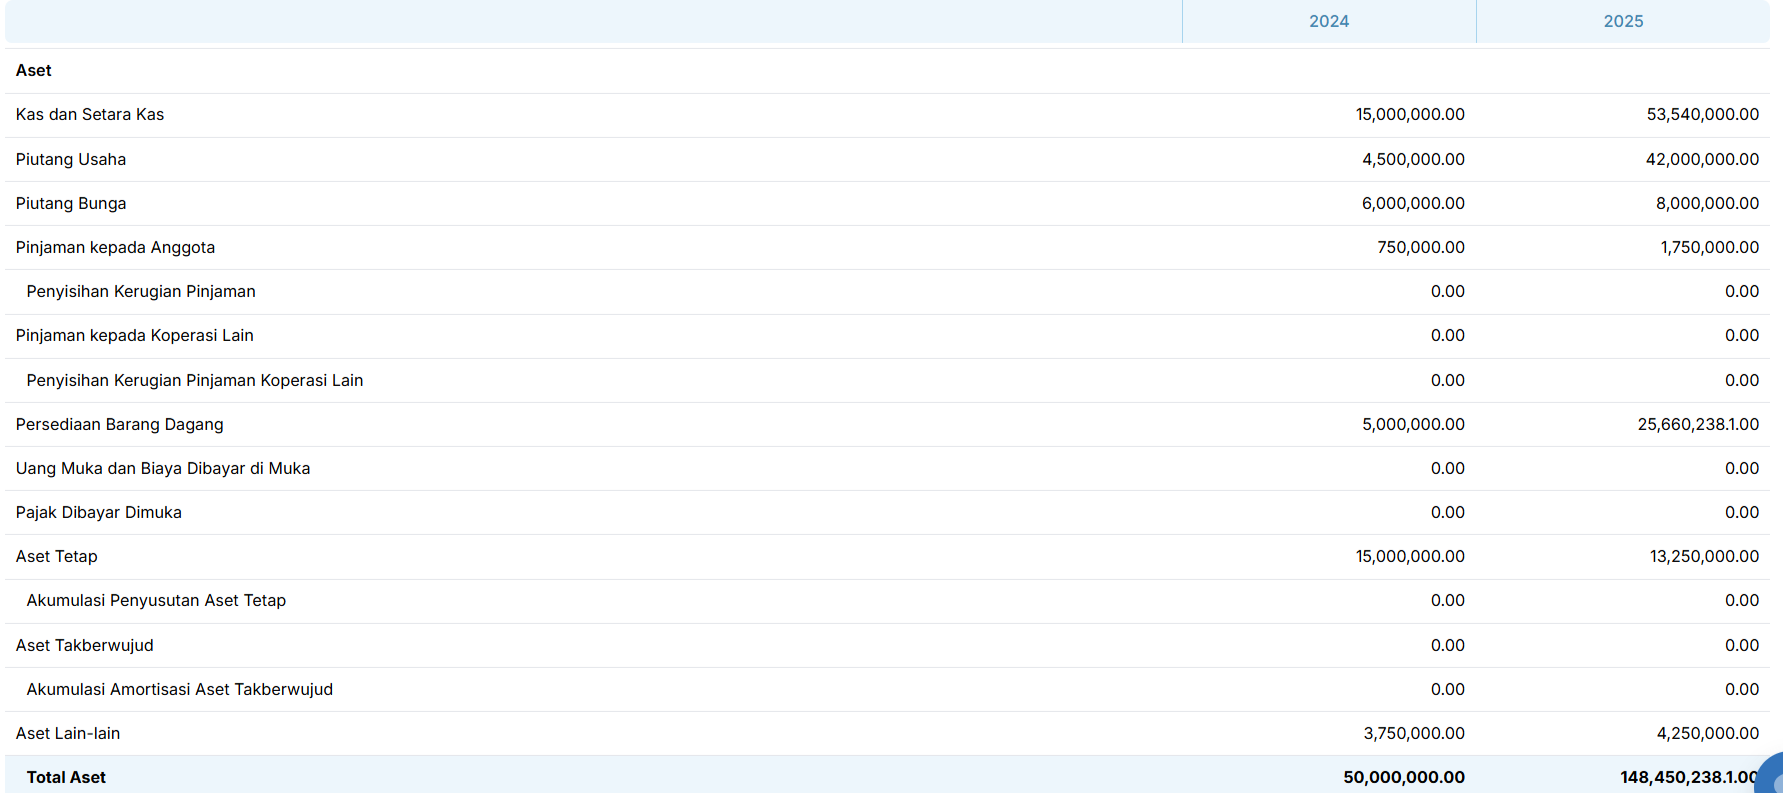 2024 2025
Aset
Kas dan Setara Kas 15,000,000.00 53,540,000.00
Piutang Usaha 4,500,000.00 42,000,000.00
Piutang Bunga 6,000,000.00 8,000,000.00
Pinjaman kepada Anggota 750,000.00 1,750,000.00
Penyisihan Kerugian Pinjaman 0.00 0.00
Pinjaman kepada Koperasi Lain 0.00 0.00
Penyisihan Kerugian Pinjaman Koperasi Lain 0.00 0.00
Persediaan Barang Dagang 5,000,000.00 25,660,238.1.00
Uang Muka dan Biaya Dibayar di Muka 0.00 0.00
Pajak Dibayar Dimuka 0.00 0.00
Aset Tetap 15,000,000.00 13,250,000.00
Akumulasi Penyusutan Aset Tetap 0.00 0.00
Aset Takberwujud 0.00 0.00
Akumulasi Amortisasi Aset Takberwujud 0.00 0.00
Aset Lain-lain 3,750,000.00 4,250,000.00
Total Aset 50,000,000.00 148,450,238.1.00